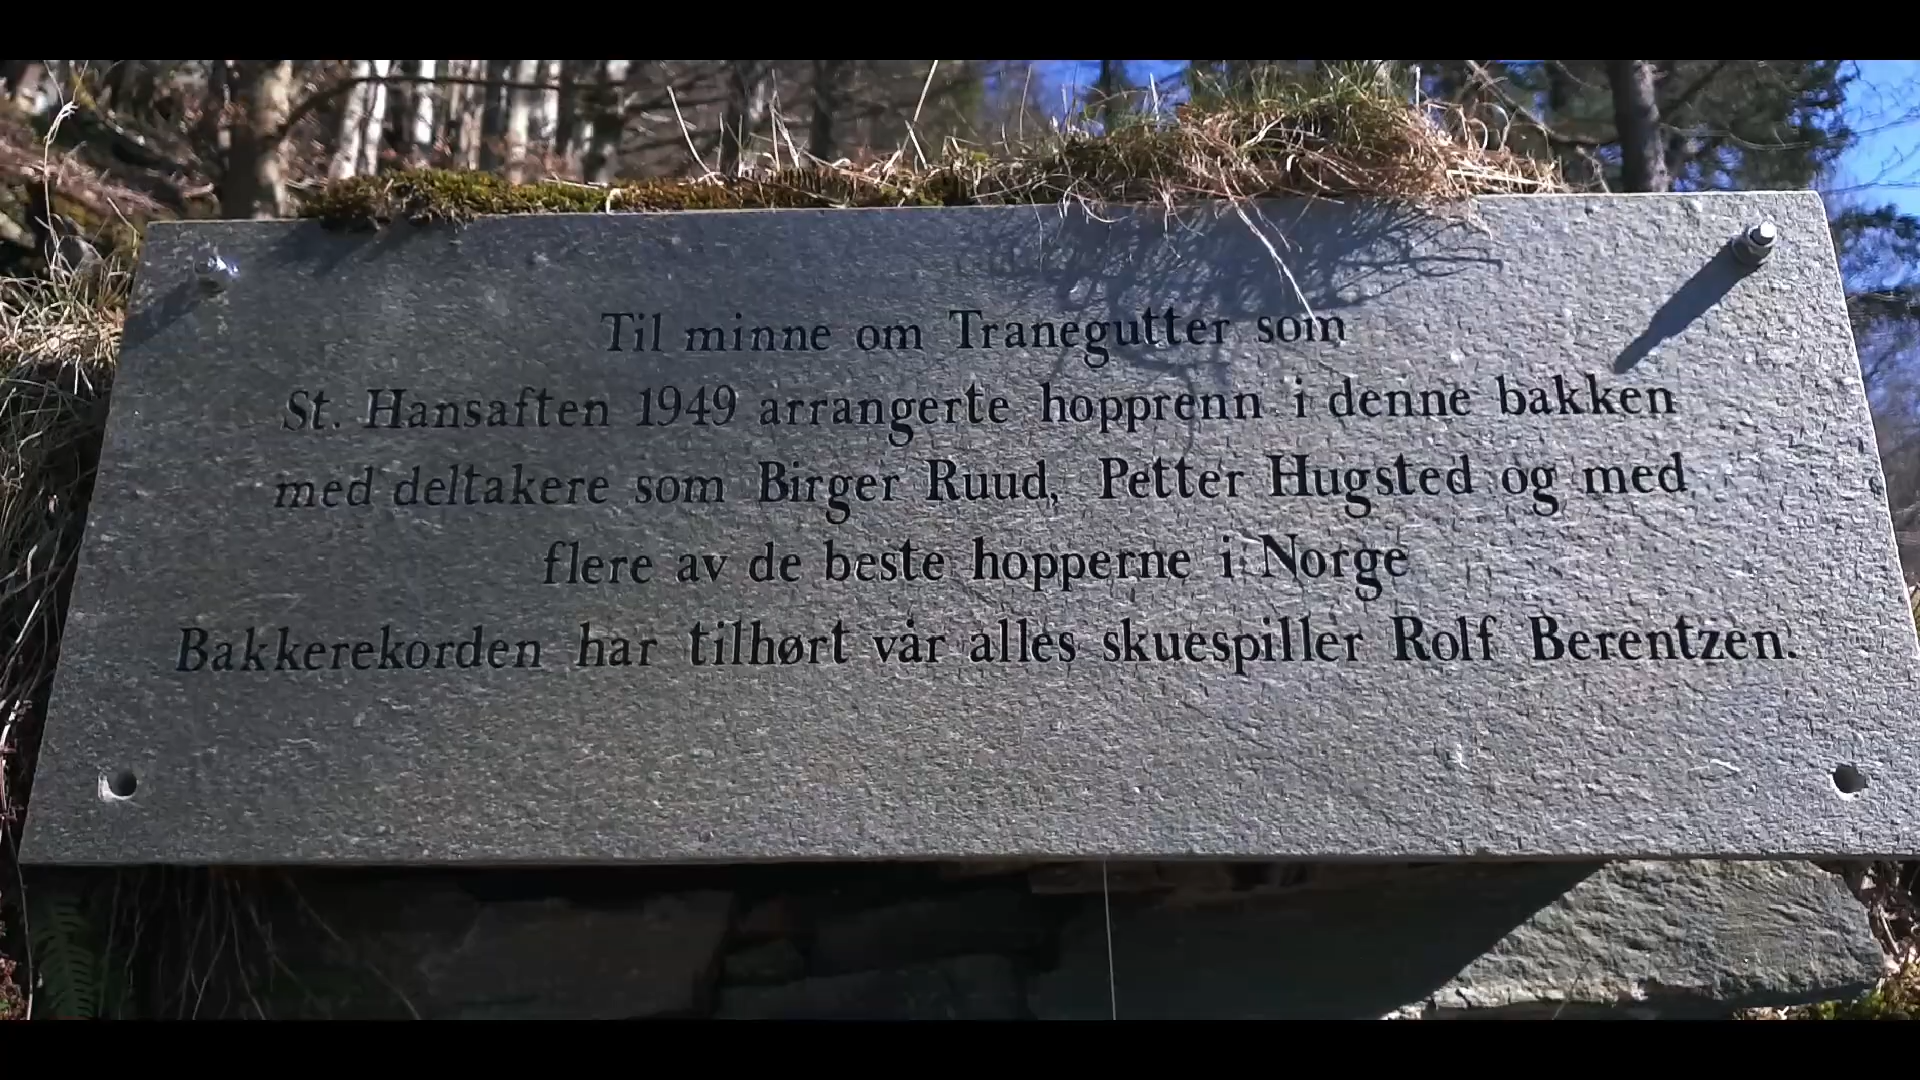 Til minne om Tranegutter som
St. Hansaften 1949 arrangerte hopprenn i denne bakken
med deltakere som Birger Ruud, Petter Hugsted og med
flere av de beste hopperne i Norge
Bakkerekorden har tilhørt vår alles skuespiller Rolf Berentzen.